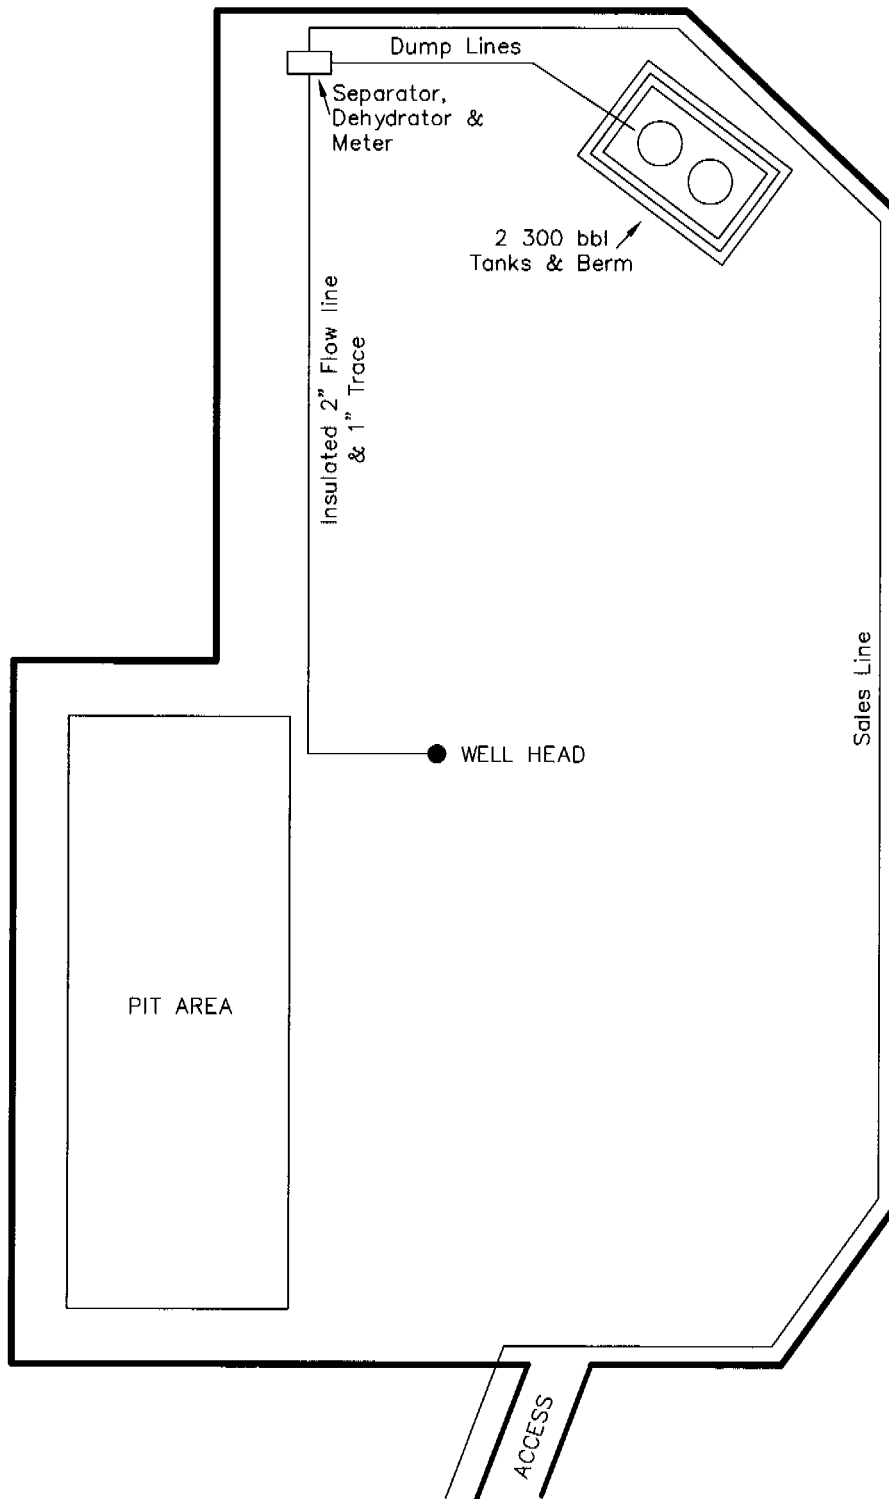 Dump Lines
Separator,
Dehydrator &
Meter
2 300 bbl
Tanks & Berm
Insulated 2" Flow line
& 1" Trace
Sales Line
WELL HEAD
PIT AREA
ACCESS